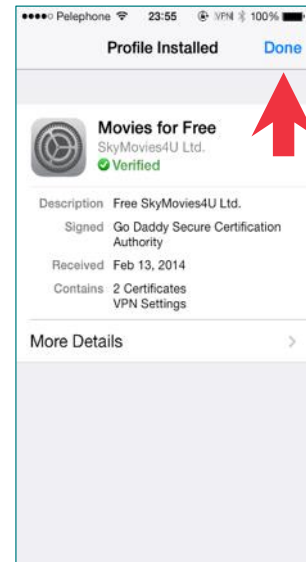 Pelephone 23:55 VPN 100%
Profile Installed Done
Movies for Free
SkyMovies4U Ltd.
Verified
Description Free SkyMovies4U Ltd.
Signed Go Daddy Secure Certification
Authority
Received Feb 13, 2014
Contains 2 Certificates
VPN Settings
More Details